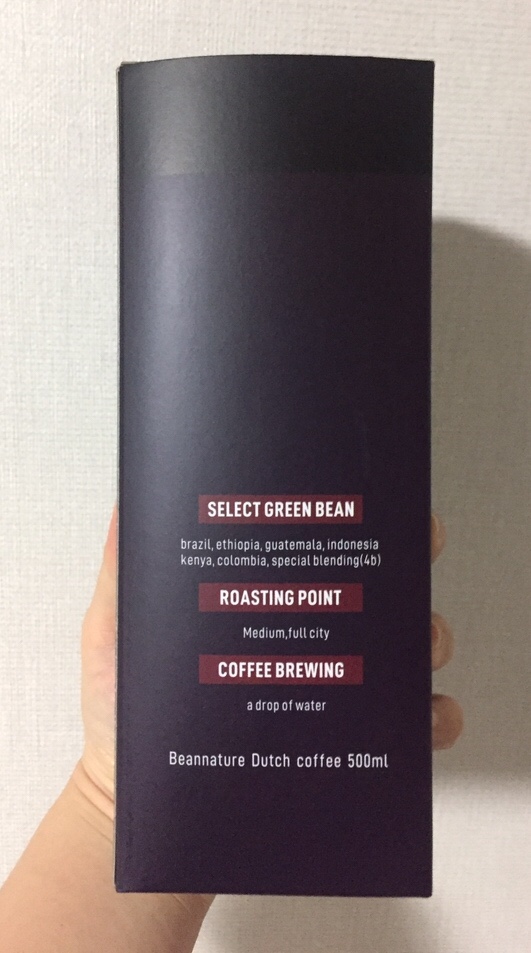 SELECT GREEN BEAN
brazil, ethiopia, guatemala, indonesia
kenya, colombia, special blending(4b)
ROASTING POINT
Medium,full city
COFFEE BREWING
a drop of water
Beannature Dutch coffee 500ml